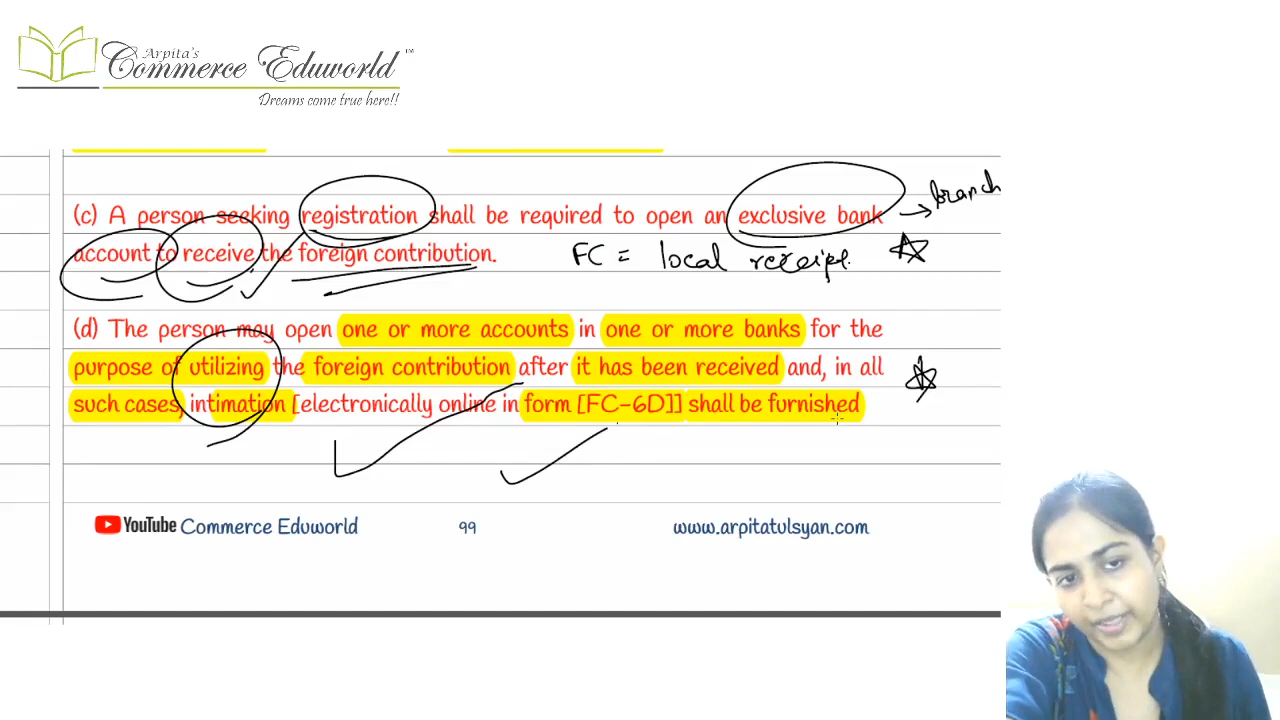 Arpita's
Commerce Eduworld™
Dreams come true here!!
(c) A person seeking registration shall be required to open an exclusive bank → branch
account to receive the foreign contribution. FC = local receipt.
(d) The person may open one or more accounts in one or more banks for the
purpose of utilizing the foreign contribution after it has been received and, in all
such cases, intimation [electronically online in form [FC-6D]] shall be furnished
YouTube Commerce Eduworld 99 www.arpitatulsyan.com